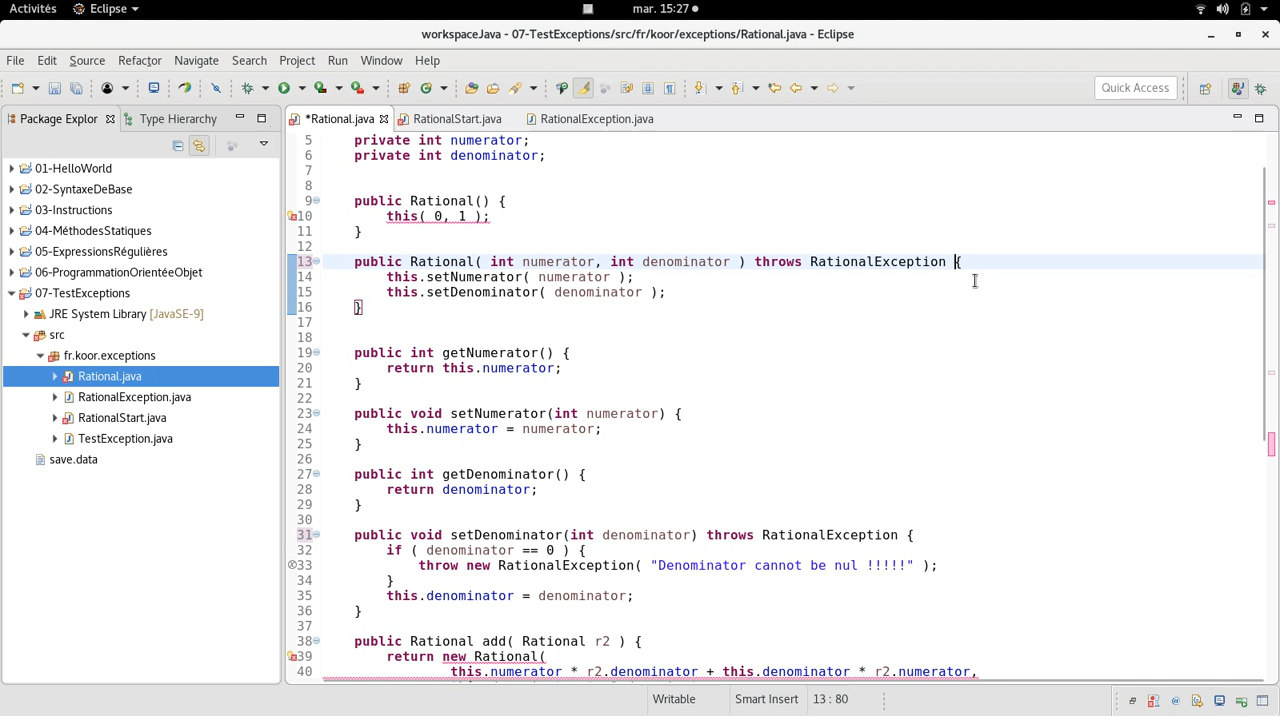 Activités Eclipse mar. 15:27
workspaceJava - 07-TestExceptions/src/fr/koor/exceptions/Rational.java - Eclipse
File Edit Source Refactor Navigate Search Project Run Window Help
Quick Access
Package Explor Type Hierarchy
*Rational.java RationalStart.java RationalException.java
01-HelloWorld
02-SyntaxeDeBase
03-Instructions
04-MéthodesStatiques
05-ExpressionsRégulières
06-ProgrammationOrientéeObjet
07-TestExceptions
JRE System Library [JavaSE-9]
src
fr.koor.exceptions
Rational.java
RationalException.java
RationalStart.java
TestException.java
save.data
5 private int numerator;
6 private int denominator;
7
8
9 public Rational() {
10 this( 0, 1 );
11 }
12
13 public Rational( int numerator, int denominator ) throws RationalException {
14 this.setNumerator( numerator );
15 this.setDenominator( denominator );
16 }
17
18
19 public int getNumerator() {
20 return this.numerator;
21 }
22
23 public void setNumerator(int numerator) {
24 this.numerator = numerator;
25 }
26
27 public int getDenominator() {
28 return denominator;
29 }
30
31 public void setDenominator(int denominator) throws RationalException {
32 if ( denominator == 0 ) {
33 throw new RationalException( "Denominator cannot be nul !!!!!" );
34 }
35 this.denominator = denominator;
36 }
37
38 public Rational add( Rational r2 ) {
39 return new Rational(
40 this.numerator * r2.denominator + this.denominator * r2.numerator,
Writable Smart Insert 13 : 80